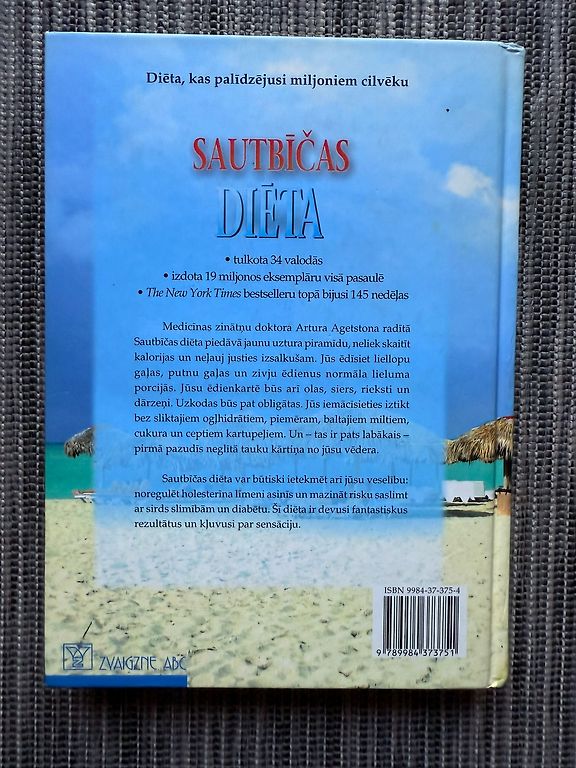 Diēta, kas palīdzējusi miljoniem cilvēku
SAUTBĪČAS
DIĒTA
• tulkota 34 valodās
• izdota 19 miljonos eksemplāru visā pasaulē
• The New York Times bestselleru topā bijusi 145 nedēļas
Medicīnas zinātņu doktora Artura Agetstona radītā
Sautbīčas diēta piedāvā jaunu uztura piramīdu, neliek skaitīt
kalorijas un neļauj justies izsalkušam. Jūs ēdīsiet liellopu
gaļas, putnu gaļas un zivju ēdienus normāla lieluma
porcijās. Jūsu ēdienkartē būs arī olas, siers, rieksti un
dārzeņi. Uzkodas būs pat obligātas. Jūs iemācīsieties iztikt
bez sliktajiem ogļhidrātiem, piemēram, baltajiem miltiem,
cukura un ceptiem kartupeļiem. Un – tas ir pats labākais –
pirmā pazudīs neglītā tauku kārtiņa no jūsu vēdera.
Sautbīčas diēta var būtiski ietekmēt arī jūsu veselību:
noregulēt holesterīna līmeni asinīs un mazināt risku saslimt
ar sirds slimībām un diabētu. Šī diēta ir devusi fantastiskus
rezultātus un kļuvusi par sensāciju.
ISBN 9984-37-375-4
9 789984 373751
ZVAIGZNE ABC